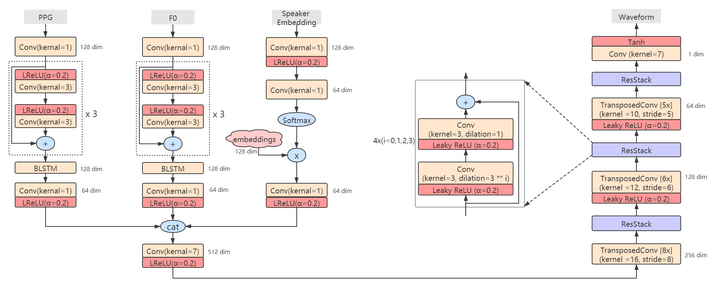 PPG
Conv(kernal=1)
128 dim
LReLU(α=0.2)
Conv(kernal=3)
LReLU(α=0.2)
Conv(kernal=3)
x 3
+
BLSTM
128 dim
Conv(kernal=1)
64 dim
LReLU(α=0.2)
F0
Conv(kernal=1)
128 dim
LReLU(α=0.2)
Conv(kernal=3)
LReLU(α=0.2)
Conv(kernal=3)
x 3
+
BLSTM
128 dim
Conv(kernal=1)
64 dim
LReLU(α=0.2)
Speaker
Embedding
Conv(kernal=1)
128 dim
LReLU(α=0.2)
Conv(kernal=1)
64 dim
Softmax
embeddings
128 dim
x
Conv(kernal=1)
64 dim
LReLU(α=0.2)
cat
Conv(kernal=7)
512 dim
LReLU(α=0.2)
4x(i=0,1,2,3)
+
Conv
(kernel=3, dilation=1)
Leaky ReLU (α=0.2)
Conv
(kernel=3, dilation=3 ** i)
Leaky ReLU (α=0.2)
Waveform
Tanh
Conv (kernel=7)
1 dim
ResStack
TransposedConv [5x]
(kernel =10, stride=5)
64 dim
Leaky ReLU (α=0.2)
ResStack
TransposedConv [6x]
(kernel =12, stride=6)
128 dim
Leaky ReLU (α=0.2)
ResStack
TransposedConv [8x]
(kernel =16, stride=8)
256 dim